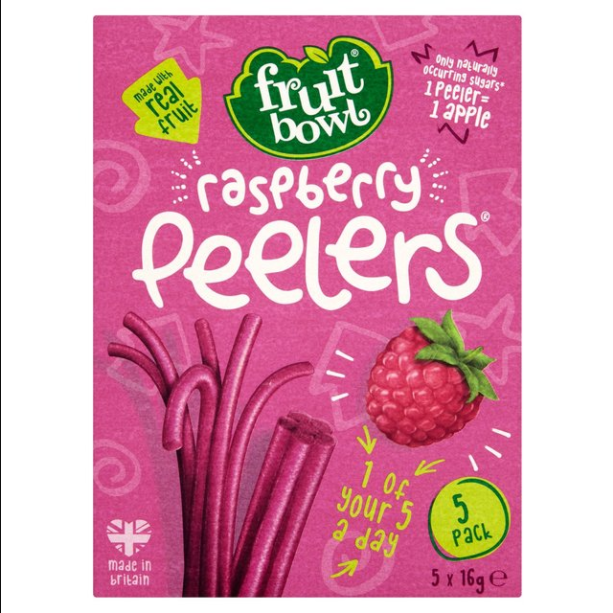 made with
real
fruit
fruit®
bowl
only naturally
occurring sugars*
1 Peeler=
1 apple
raspberry
Peelers®
1 of
your 5
a day
5
Pack
made in
britain
5 x 16g e